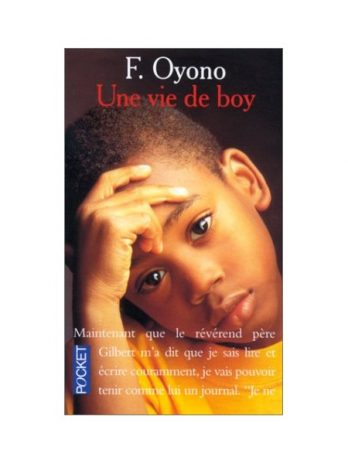 F. Oyono
Une vie de boy
Maintenant que le révérend père
Gilbert m'a dit que je sais lire et
écrire couramment, je vais pouvoir
tenir comme lui un journal. "Je ne
POCKET